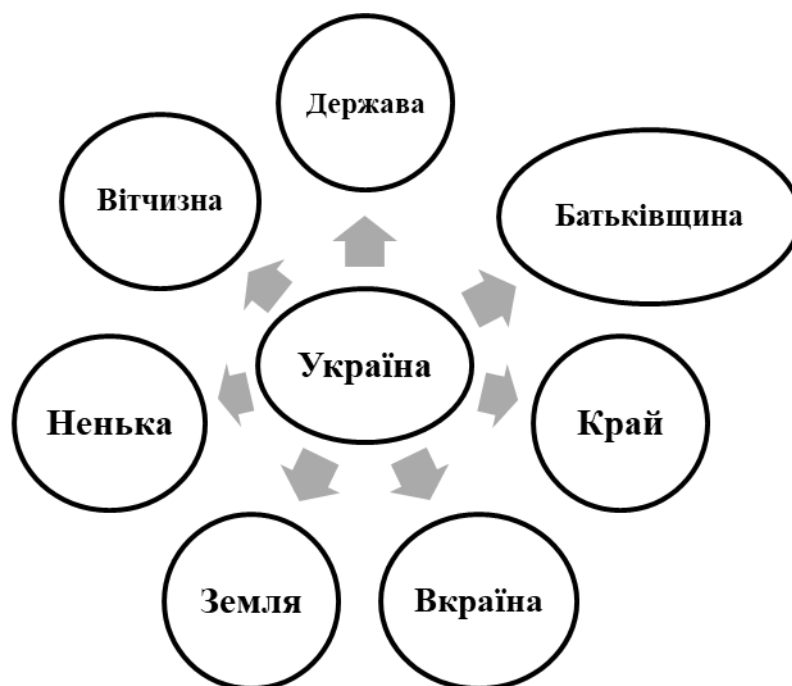 Держава
Вітчизна
Батьківщина
Україна
Ненька
Край
Земля
Вкраїна